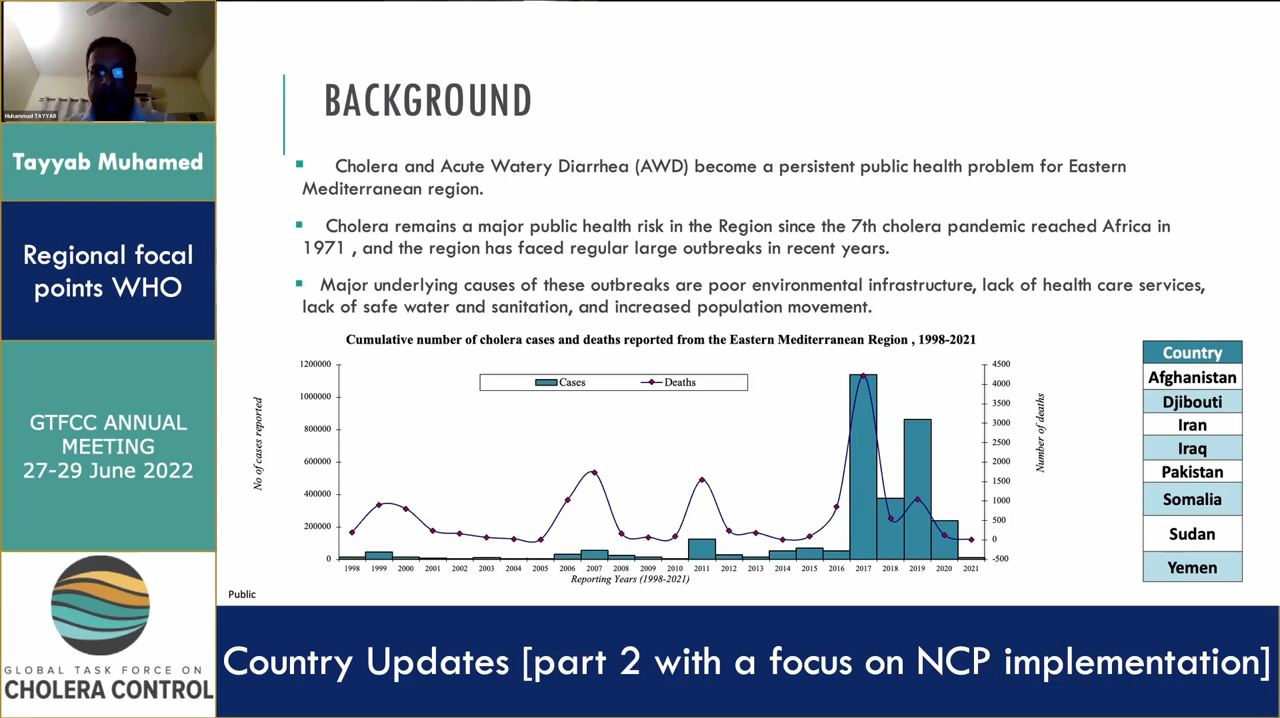 Muhammad TAYYAB
Tayyab Muhamed
Regional focal
points WHO
GTFCC ANNUAL
MEETING
27-29 June 2022
GLOBAL TASK FORCE ON
CHOLERA CONTROL
BACKGROUND
Cholera and Acute Watery Diarrhea (AWD) become a persistent public health problem for Eastern
Mediterranean region.
Cholera remains a major public health risk in the Region since the 7th cholera pandemic reached Africa in
1971 , and the region has faced regular large outbreaks in recent years.
Major underlying causes of these outbreaks are poor environmental infrastructure, lack of health care services,
lack of safe water and sanitation, and increased population movement.
Cumulative number of cholera cases and deaths reported from the Eastern Mediterranean Region , 1998-2021
Cases
Deaths
No of cases reported
1200000
1000000
800000
600000
400000
200000
0
4500
4000
3500
3000
2500
2000
1500
1000
500
0
-500
Number of deaths
1998 1999 2000 2001 2002 2003 2004 2005 2006 2007 2008 2009 2010 2011 2012 2013 2014 2015 2016 2017 2018 2019 2020 2021
Reporting Years (1998-2021)
Country
Afghanistan
Djibouti
Iran
Iraq
Pakistan
Somalia
Sudan
Yemen
Public
Country Updates [part 2 with a focus on NCP implementation]